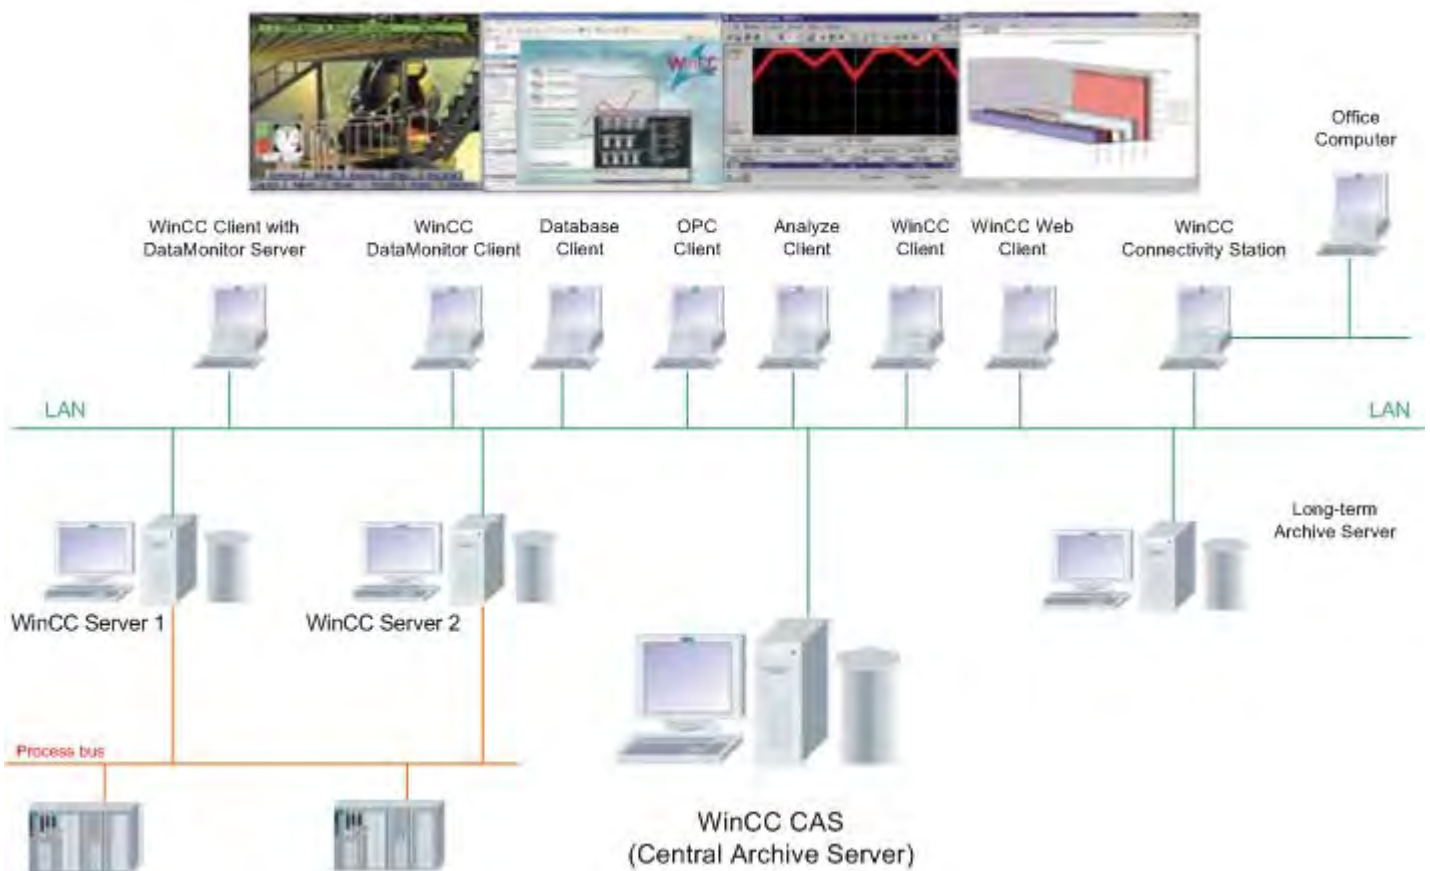 WinCC
Office
Computer
WinCC Client with
DataMonitor Server
WinCC
DataMonitor Client
Database
Client
OPC
Client
Analyze
Client
WinCC
Client
WinCC Web
Client
WinCC
Connectivity Station
LAN
LAN
Long-term
Archive Server
WinCC Server 1
WinCC Server 2
Process bus
WinCC CAS
(Central Archive Server)